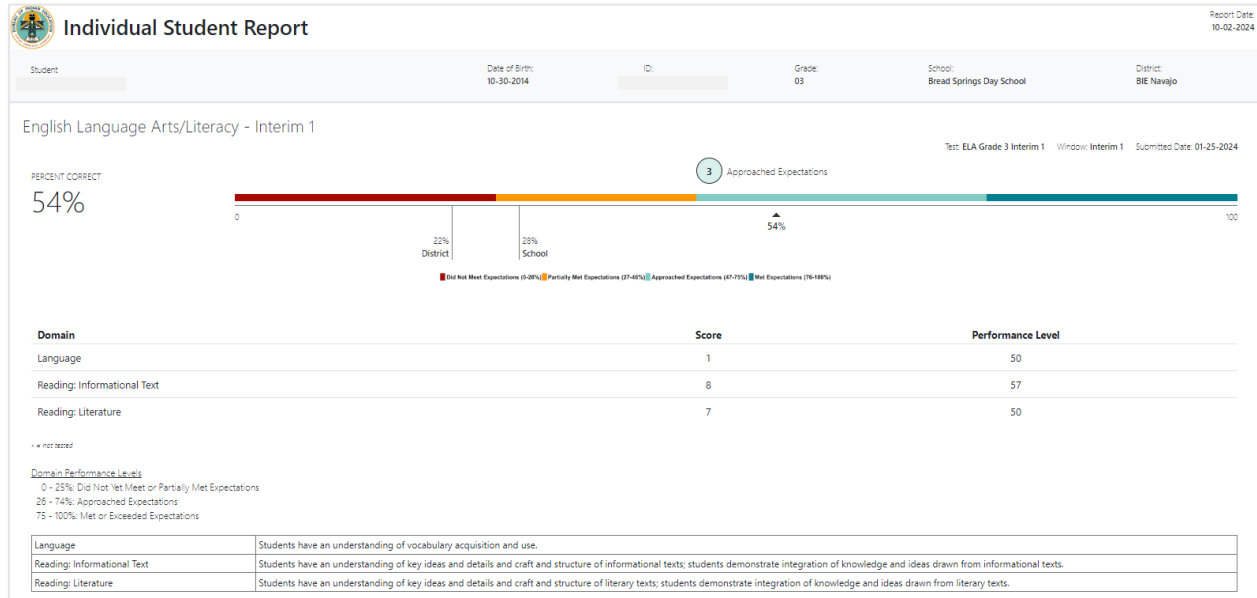 Individual Student Report
Report Date:
10-02-2024
Student
Date of Birth:
10-30-2014
ID:
Grade:
03
School:
Bread Springs Day School
District:
BIE Navajo
English Language Arts/Literacy - Interim 1
Test: ELA Grade 3 Interim 1 Window: Interim 1 Submitted Date: 01-25-2024
PERCENT CORRECT
54%
3 Approached Expectations
0
100
54%
22%
District
28%
School
Did Not Meet Expectations (0-26%) Partially Met Expectations (27-46%) Approached Expectations (47-75%) Met Expectations (76-100%)
Domain Score Performance Level
Language 1 50
Reading: Informational Text 8 57
Reading: Literature 7 50
- = not tested
Domain Performance Levels
0 - 25%: Did Not Yet Meet or Partially Met Expectations
26 - 74%: Approached Expectations
75 - 100%: Met or Exceeded Expectations
Language Students have an understanding of vocabulary acquisition and use.
Reading: Informational Text Students have an understanding of key ideas and details and craft and structure of informational texts; students demonstrate integration of knowledge and ideas drawn from informational texts.
Reading: Literature Students have an understanding of key ideas and details and craft and structure of literary texts; students demonstrate integration of knowledge and ideas drawn from literary texts.